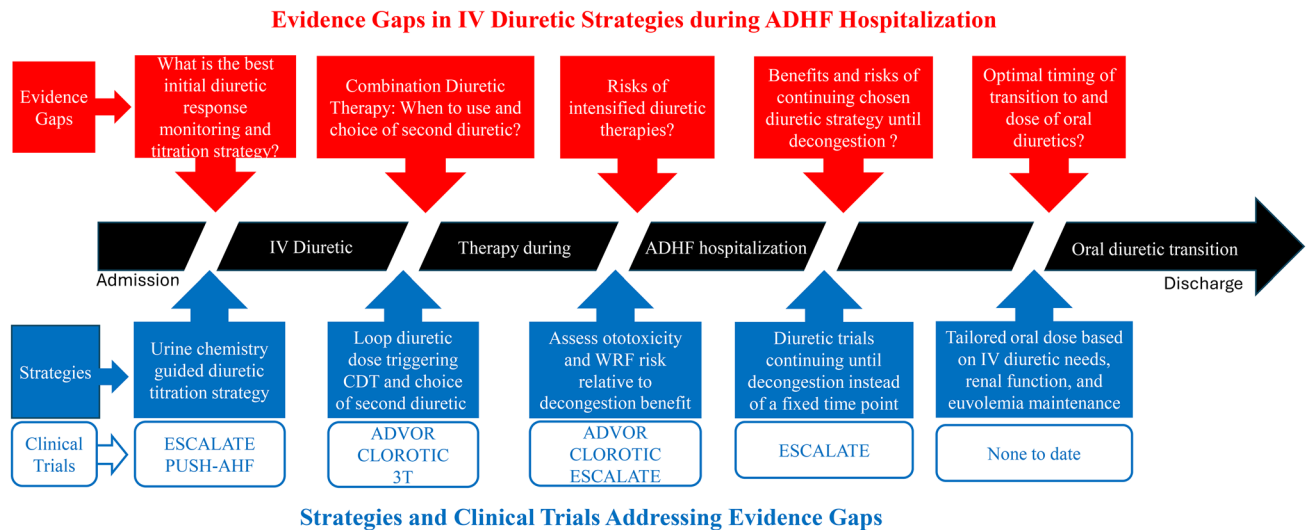 Evidence Gaps in IV Diuretic Strategies during ADHF Hospitalization
Evidence
Gaps
What is the best
initial diuretic
response
monitoring and
titration strategy?
Combination Diuretic
Therapy: When to use and
choice of second diuretic?
Risks of
intensified diuretic
therapies?
Benefits and risks of
continuing chosen
diuretic strategy until
decongestion ?
Optimal timing of
transition to and
dose of oral
diuretics?
IV Diuretic
Therapy during
ADHF hospitalization
Oral diuretic transition
Admission
Discharge
Strategies
Urine chemistry
guided diuretic
titration strategy
Loop diuretic
dose triggering
CDT and choice
of second diuretic
Assess ototoxicity
and WRF risk
relative to
decongestion benefit
Diuretic trials
continuing until
decongestion instead
of a fixed time point
Tailored oral dose based
on IV diuretic needs,
renal function, and
euvolemia maintenance
Clinical
Trials
ESCALATE
PUSH-AHF
ADVOR
CLOROTIC
3T
ADVOR
CLOROTIC
ESCALATE
ESCALATE
None to date
Strategies and Clinical Trials Addressing Evidence Gaps